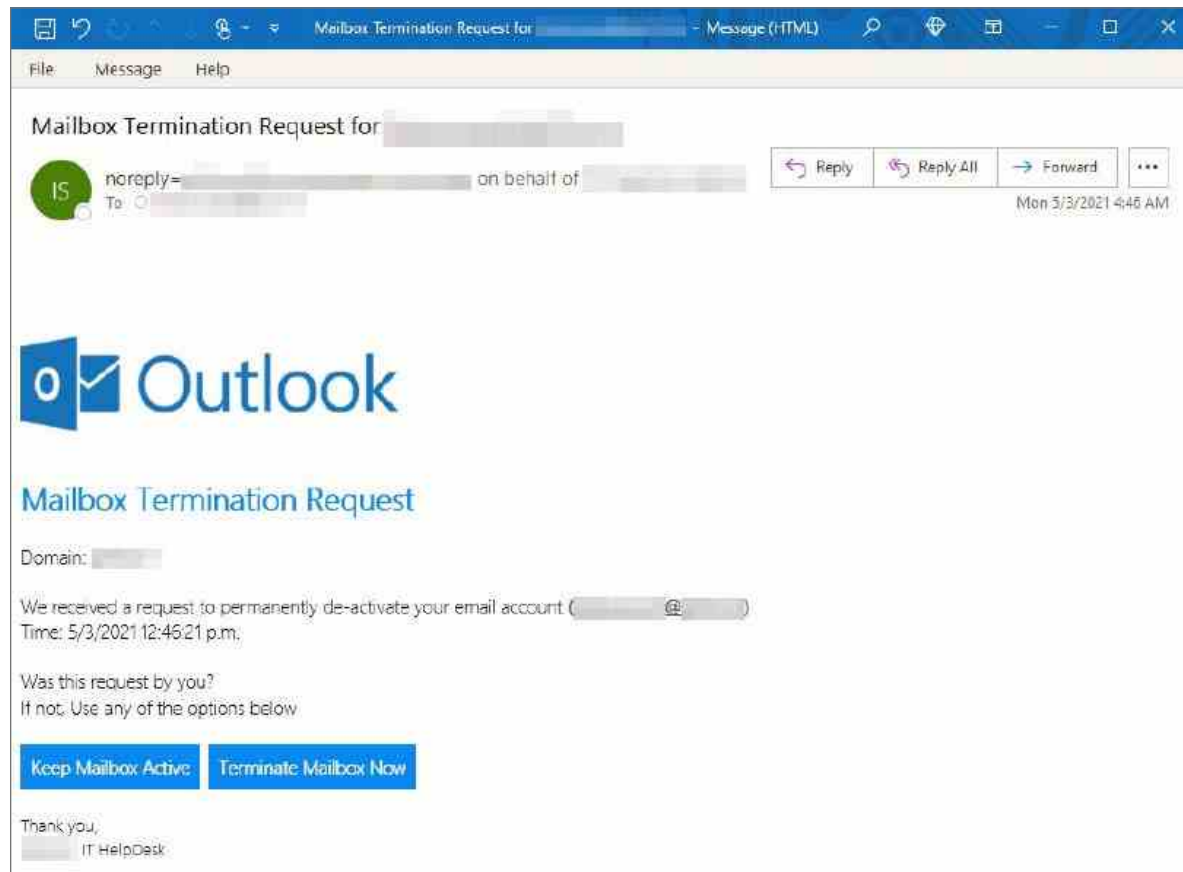 Mailbox Termination Request for - Message (HTML)
File Message Help
Mailbox Termination Request for
Reply Reply All Forward
IS noreply= on behalf of
To
Mon 5/3/2021 4:46 AM
Outlook
Mailbox Termination Request
Domain:
We received a request to permanently de-activate your email account ( @ )
Time: 5/3/2021 12:46:21 p.m.
Was this request by you?
If not, Use any of the options below
Keep Mailbox Active Terminate Mailbox Now
Thank you,
IT HelpDesk